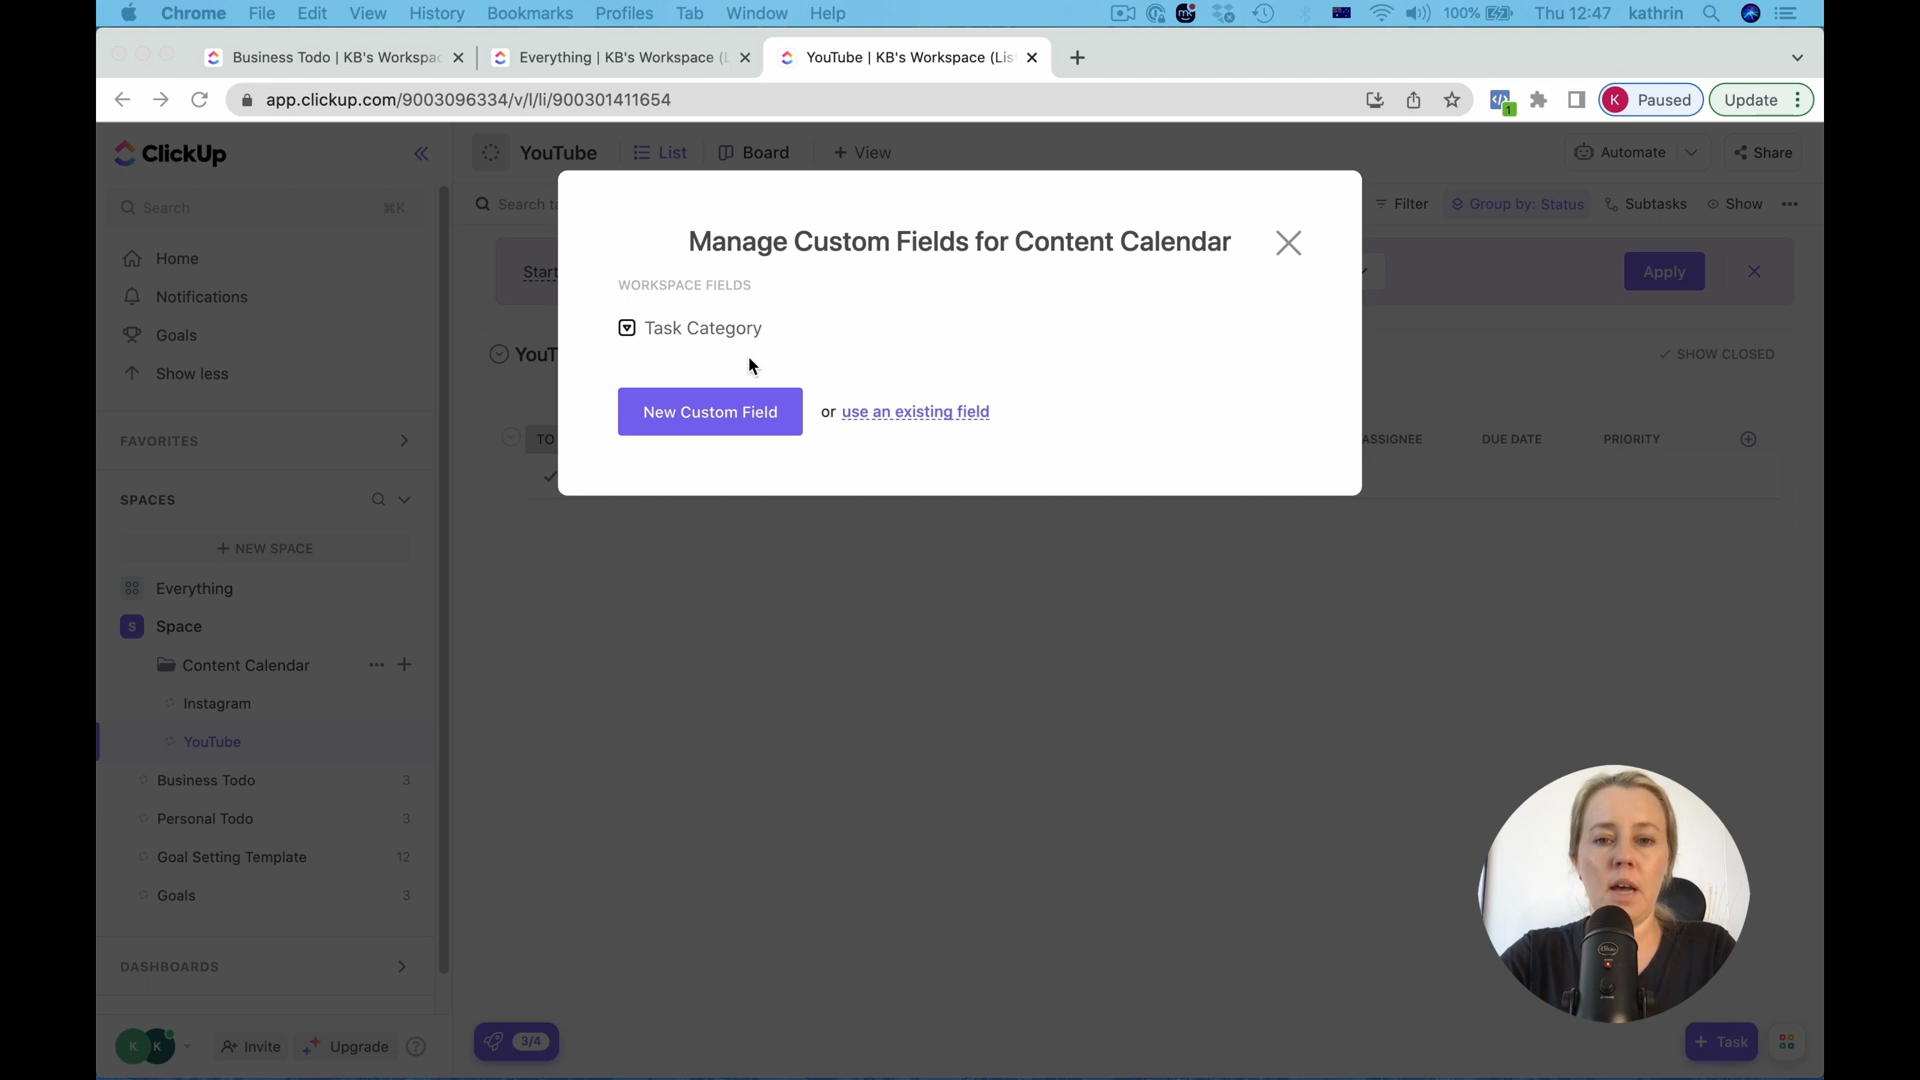 Chrome File Edit View History Bookmarks Profiles Tab Window Help 100% Thu 12:47 kathrin
Business Todo | KB's Workspac
Everything | KB's Workspace (L
YouTube | KB's Workspace (Lis
app.clickup.com/9003096334/v/l/li/900301411654
1
K Paused
Update
ClickUp
YouTube
List
Board
+ View
Automate
Share
Search
⌘K
Search ta
Filter
Group by: Status
Subtasks
Show
Manage Custom Fields for Content Calendar
WORKSPACE FIELDS
Task Category
New Custom Field or use an existing field
Start
Apply
YouT
SHOW CLOSED
TO
ASSIGNEE
DUE DATE
PRIORITY
Home
Notifications
Goals
Show less
FAVORITES
SPACES
+ NEW SPACE
Everything
S Space
Content Calendar
Instagram
YouTube
Business Todo 3
Personal Todo 3
Goal Setting Template 12
Goals 3
DASHBOARDS
K K Invite Upgrade ?
3/4
+ Task